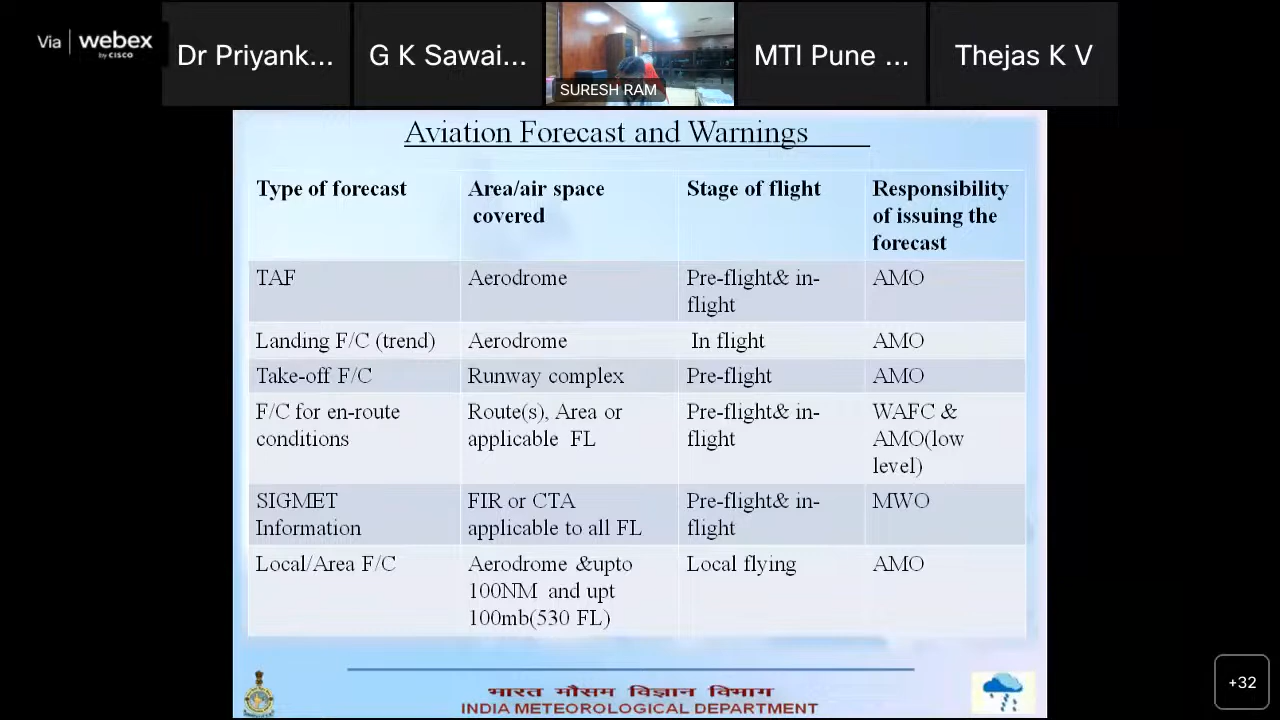 Via | webex
by CISCO
Dr Priyank...
G K Sawai...
SURESH RAM
MTI Pune ...
Thejas K V
Aviation Forecast and Warnings
Type of forecast
Area/air space
covered
Stage of flight
Responsibility
of issuing the
forecast
TAF
Aerodrome
Pre-flight& in-
flight
AMO
Landing F/C (trend)
Aerodrome
In flight
AMO
Take-off F/C
Runway complex
Pre-flight
AMO
F/C for en-route
conditions
Route(s), Area or
applicable FL
Pre-flight& in-
flight
WAFC &
AMO(low
level)
SIGMET
Information
FIR or CTA
applicable to all FL
Pre-flight& in-
flight
MWO
Local/Area F/C
Aerodrome &upto
100NM and upt
100mb(530 FL)
Local flying
AMO
भारत मौसम विज्ञान विभाग
INDIA METEOROLOGICAL DEPARTMENT
+32